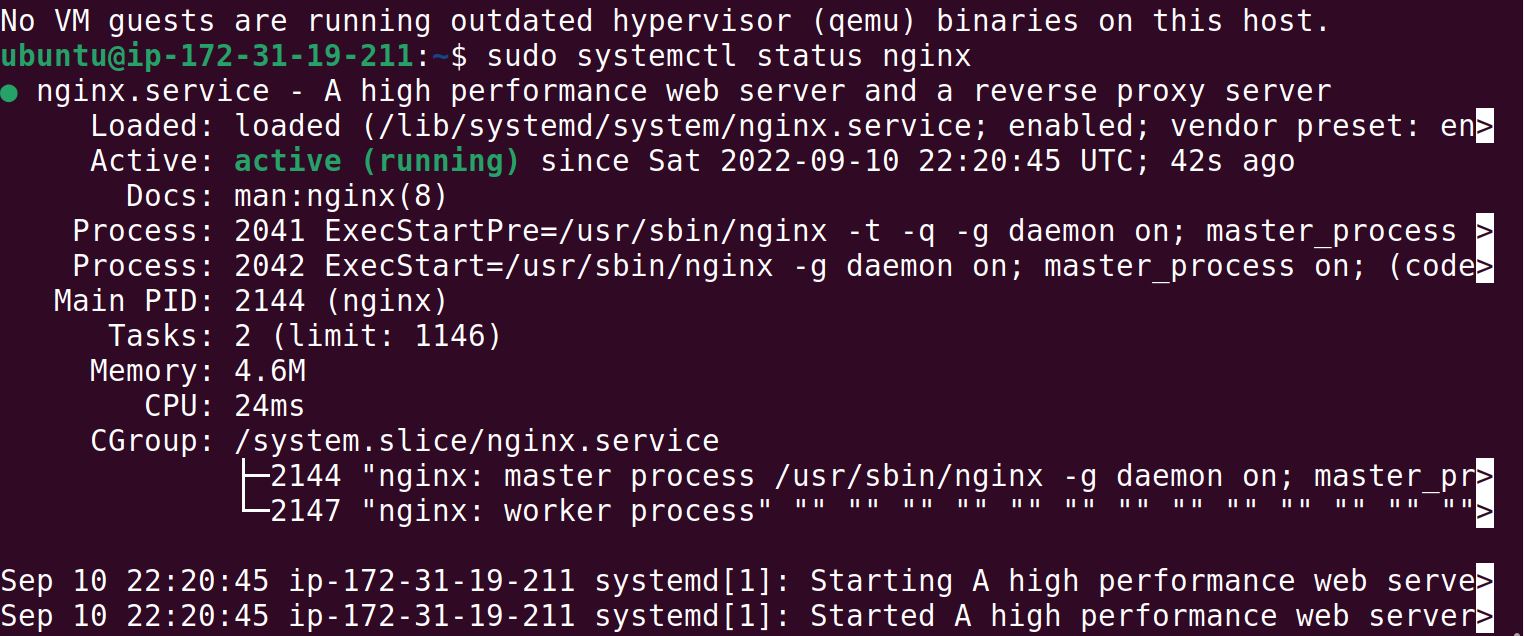 No VM guests are running outdated hypervisor (qemu) binaries on this host.
ubuntu@ip-172-31-19-211:~$ sudo systemctl status nginx
● nginx.service - A high performance web server and a reverse proxy server
     Loaded: loaded (/lib/systemd/system/nginx.service; enabled; vendor preset: en>
     Active: active (running) since Sat 2022-09-10 22:20:45 UTC; 42s ago
       Docs: man:nginx(8)
    Process: 2041 ExecStartPre=/usr/sbin/nginx -t -q -g daemon on; master_process >
    Process: 2042 ExecStart=/usr/sbin/nginx -g daemon on; master_process on; (code>
   Main PID: 2144 (nginx)
      Tasks: 2 (limit: 1146)
     Memory: 4.6M
        CPU: 24ms
     CGroup: /system.slice/nginx.service
             ├─2144 "nginx: master process /usr/sbin/nginx -g daemon on; master_pr>
             └─2147 "nginx: worker process" "" "" "" "" "" "" "" "" "" "" "" "" "">

Sep 10 22:20:45 ip-172-31-19-211 systemd[1]: Starting A high performance web serve>
Sep 10 22:20:45 ip-172-31-19-211 systemd[1]: Started A high performance web server>